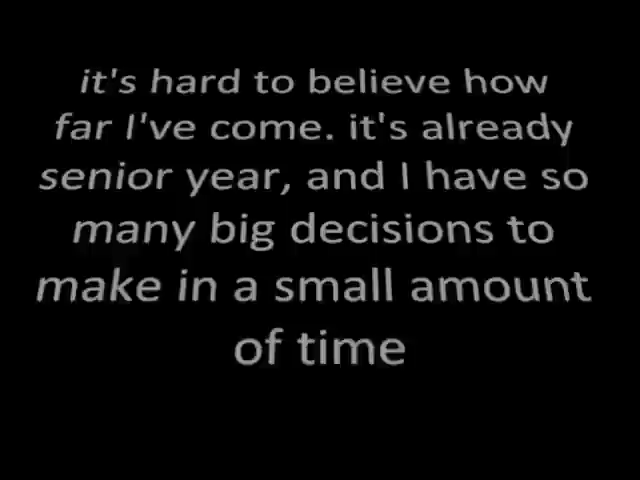 it's hard to believe how
far I've come. it's already
senior year, and I have so
many big decisions to
make in a small amount
of time